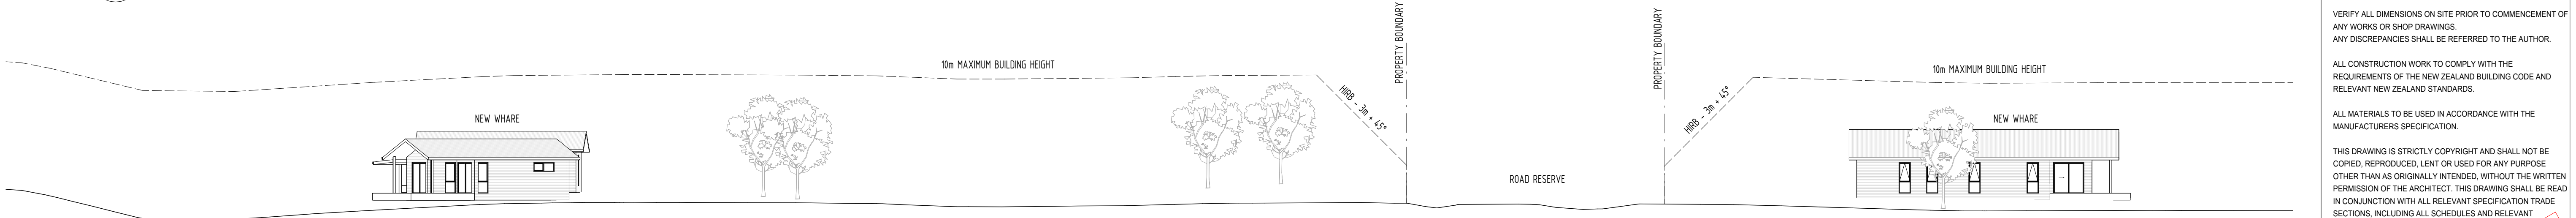 10m MAXIMUM BUILDING HEIGHT
NEW WHARE
HIRB - 3m + 45°
PROPERTY BOUNDARY
ROAD RESERVE
PROPERTY BOUNDARY
HIRB - 3m + 45°
10m MAXIMUM BUILDING HEIGHT
NEW WHARE
VERIFY ALL DIMENSIONS ON SITE PRIOR TO COMMENCEMENT OF
ANY WORKS OR SHOP DRAWINGS.
ANY DISCREPANCIES SHALL BE REFERRED TO THE AUTHOR.
ALL CONSTRUCTION WORK TO COMPLY WITH THE
REQUIREMENTS OF THE NEW ZEALAND BUILDING CODE AND
RELEVANT NEW ZEALAND STANDARDS.
ALL MATERIALS TO BE USED IN ACCORDANCE WITH THE
MANUFACTURERS SPECIFICATION.
THIS DRAWING IS STRICTLY COPYRIGHT AND SHALL NOT BE
COPIED, REPRODUCED, LENT OR USED FOR ANY PURPOSE
OTHER THAN AS ORIGINALLY INTENDED, WITHOUT THE WRITTEN
PERMISSION OF THE ARCHITECT. THIS DRAWING SHALL BE READ
IN CONJUNCTION WITH ALL RELEVANT SPECIFICATION TRADE
SECTIONS, INCLUDING ALL SCHEDULES AND RELEVANT